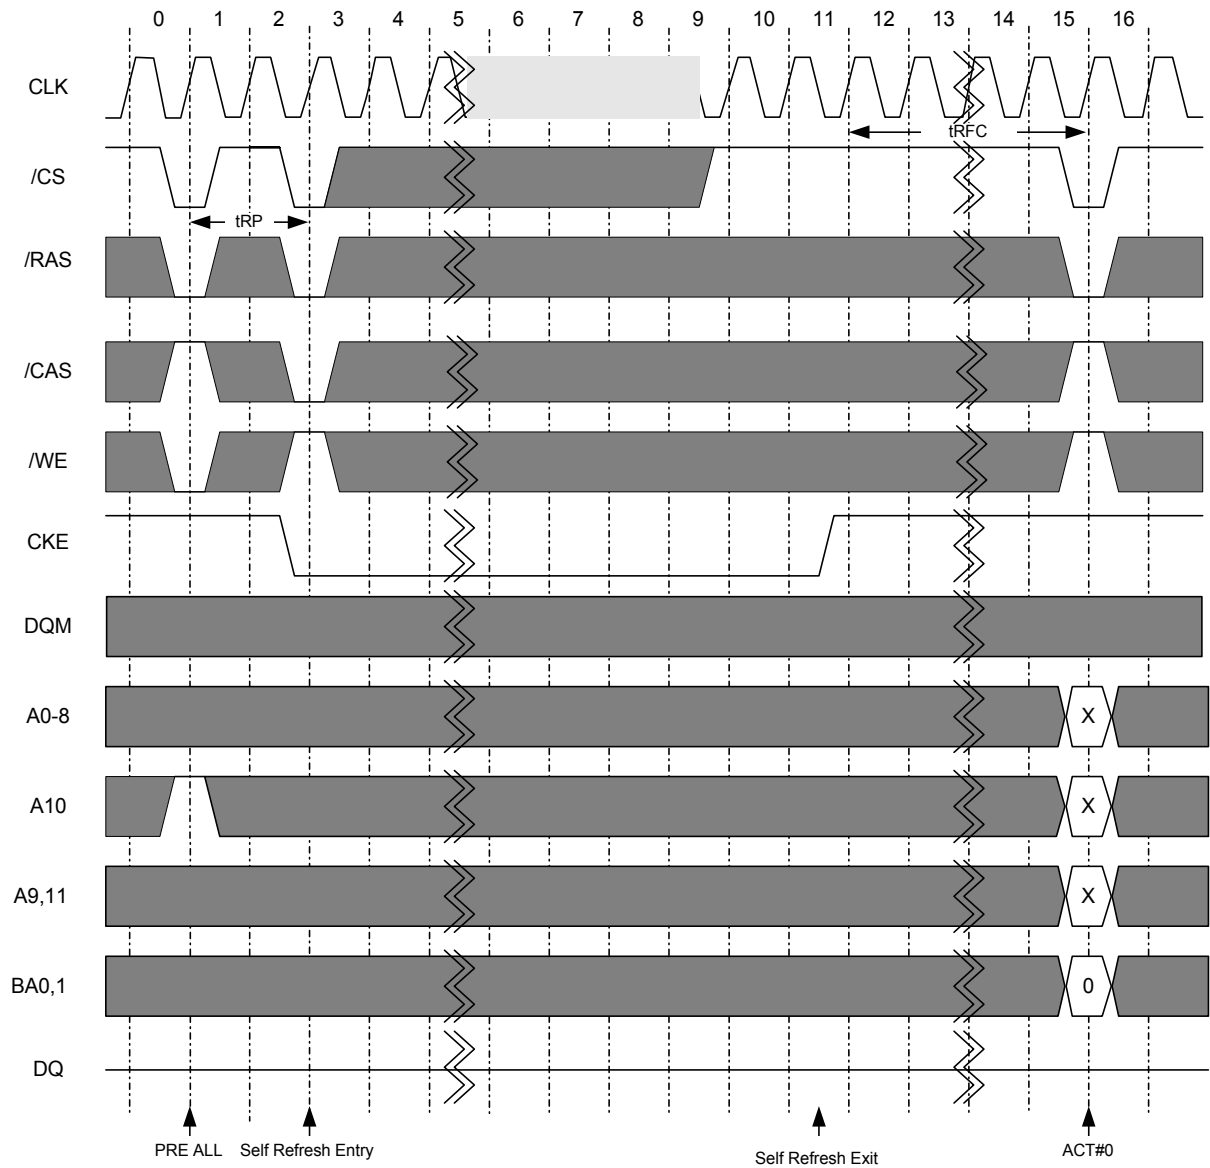 0 1 2 3 4 5 6 7 8 9 10 11 12 13 14 15 16
CLK
tRFC
/CS
tRP
/RAS
/CAS
/WE
CKE
DQM
A0-8 X
A10 X
A9,11 X
BA0,1 0
DQ
PRE ALL Self Refresh Entry Self Refresh Exit ACT#0